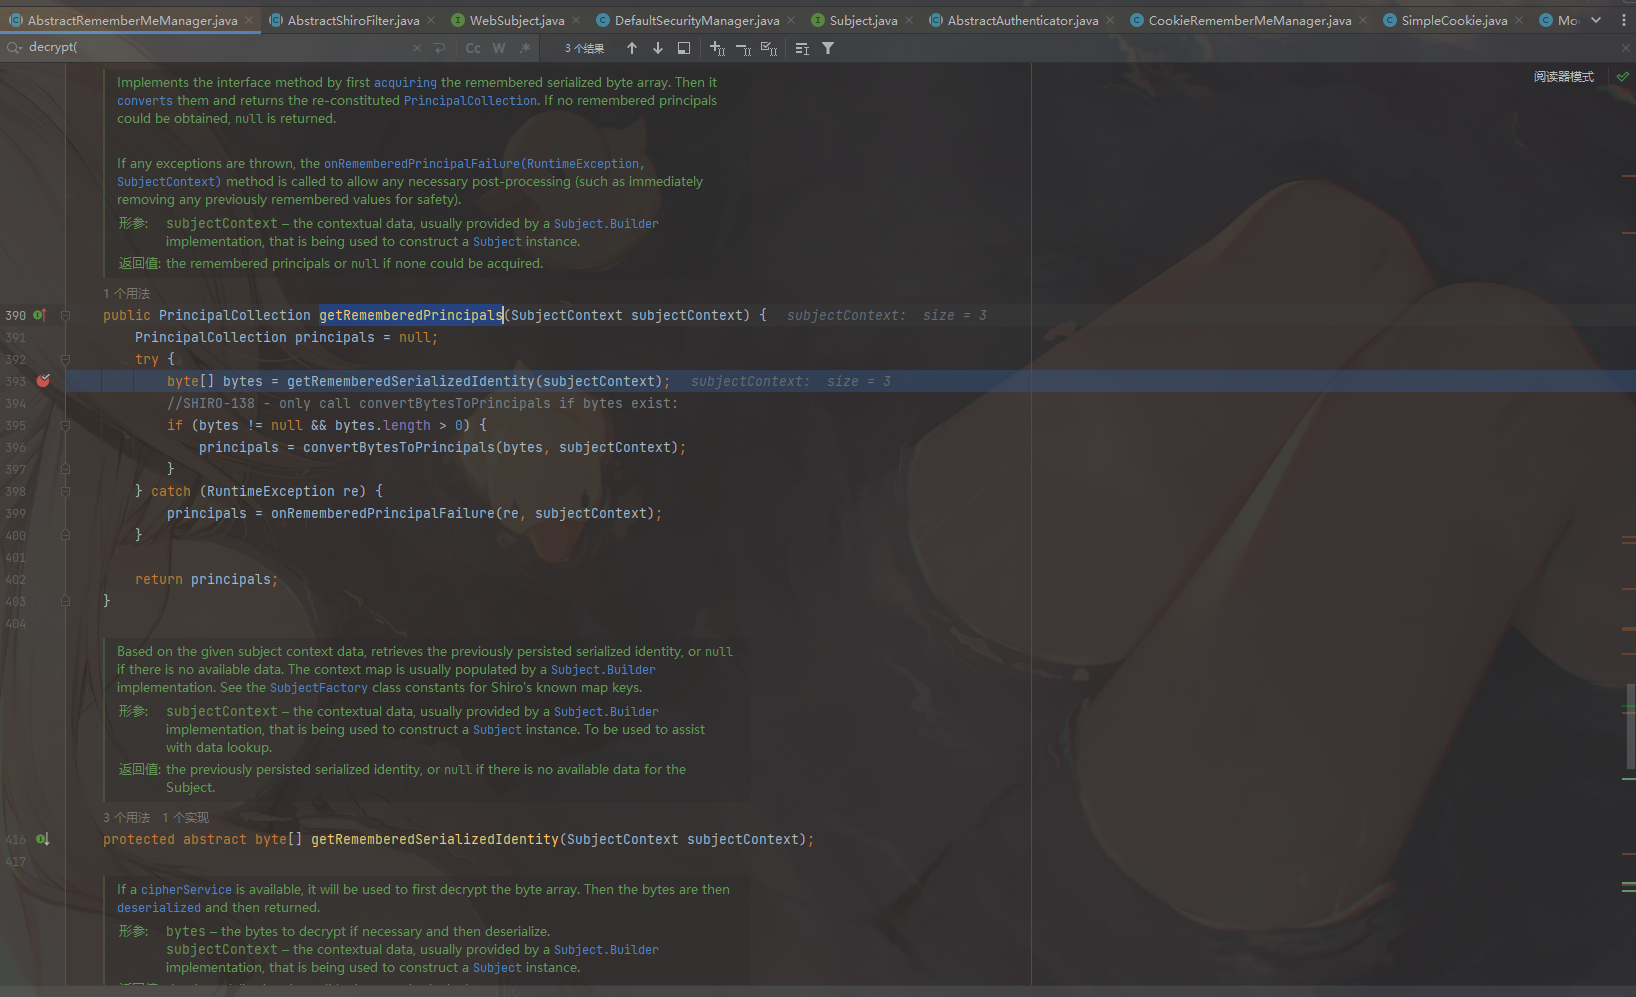 AbstractRememberMeManager.java AbstractShiroFilter.java WebSubject.java DefaultSecurityManager.java Subject.java AbstractAuthenticator.java CookieRememberMeManager.java SimpleCookie.java Mo
decrypt( Cc W .* 3 个结果
阅读器模式
Implements the interface method by first acquiring the remembered serialized byte array. Then it
converts them and returns the re-constituted PrincipalCollection. If no remembered principals
could be obtained, null is returned.
If any exceptions are thrown, the onRememberedPrincipalFailure(RuntimeException,
SubjectContext) method is called to allow any necessary post-processing (such as immediately
removing any previously remembered values for safety).
形参: subjectContext – the contextual data, usually provided by a Subject.Builder
implementation, that is being used to construct a Subject instance.
返回值: the remembered principals or null if none could be acquired.
1 个用法
390 public PrincipalCollection getRememberedPrincipals(SubjectContext subjectContext) { subjectContext: size = 3
391 PrincipalCollection principals = null;
392 try {
393 byte[] bytes = getRememberedSerializedIdentity(subjectContext); subjectContext: size = 3
394 //SHIRO-138 - only call convertBytesToPrincipals if bytes exist:
395 if (bytes != null && bytes.length > 0) {
396 principals = convertBytesToPrincipals(bytes, subjectContext);
397 }
398 } catch (RuntimeException re) {
399 principals = onRememberedPrincipalFailure(re, subjectContext);
400 }
401
402 return principals;
403 }
404
Based on the given subject context data, retrieves the previously persisted serialized identity, or null
if there is no available data. The context map is usually populated by a Subject.Builder
implementation. See the SubjectFactory class constants for Shiro's known map keys.
形参: subjectContext – the contextual data, usually provided by a Subject.Builder
implementation, that is being used to construct a Subject instance. To be used to assist
with data lookup.
返回值: the previously persisted serialized identity, or null if there is no available data for the
Subject.
3 个用法 1 个实现
416 protected abstract byte[] getRememberedSerializedIdentity(SubjectContext subjectContext);
417
If a cipherService is available, it will be used to first decrypt the byte array. Then the bytes are then
deserialized and then returned.
形参: bytes – the bytes to decrypt if necessary and then deserialize.
subjectContext – the contextual data, usually provided by a Subject.Builder
implementation, that is being used to construct a Subject instance.